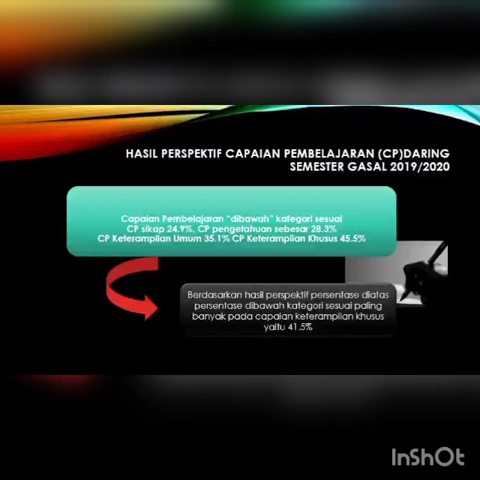 HASIL PERSPEKTIF CAPAIAN PEMBELAJARAN (CP)DARING
SEMESTER GASAL 2019/2020
Capaian Pembelajaran "dibawah" kategori sesuai
CP sikap 24.9%, CP pengetahuan sebesar 28.3%
CP Keterampilan Umum 35.1% CP Keterampilan Khusus 45.5%
Berdasarkan hasil perspektif persentase diatas
persentase dibawah kategori sesuai paling
banyak pada capaian keterampilan khusus
yaitu 41.5%
InShOt